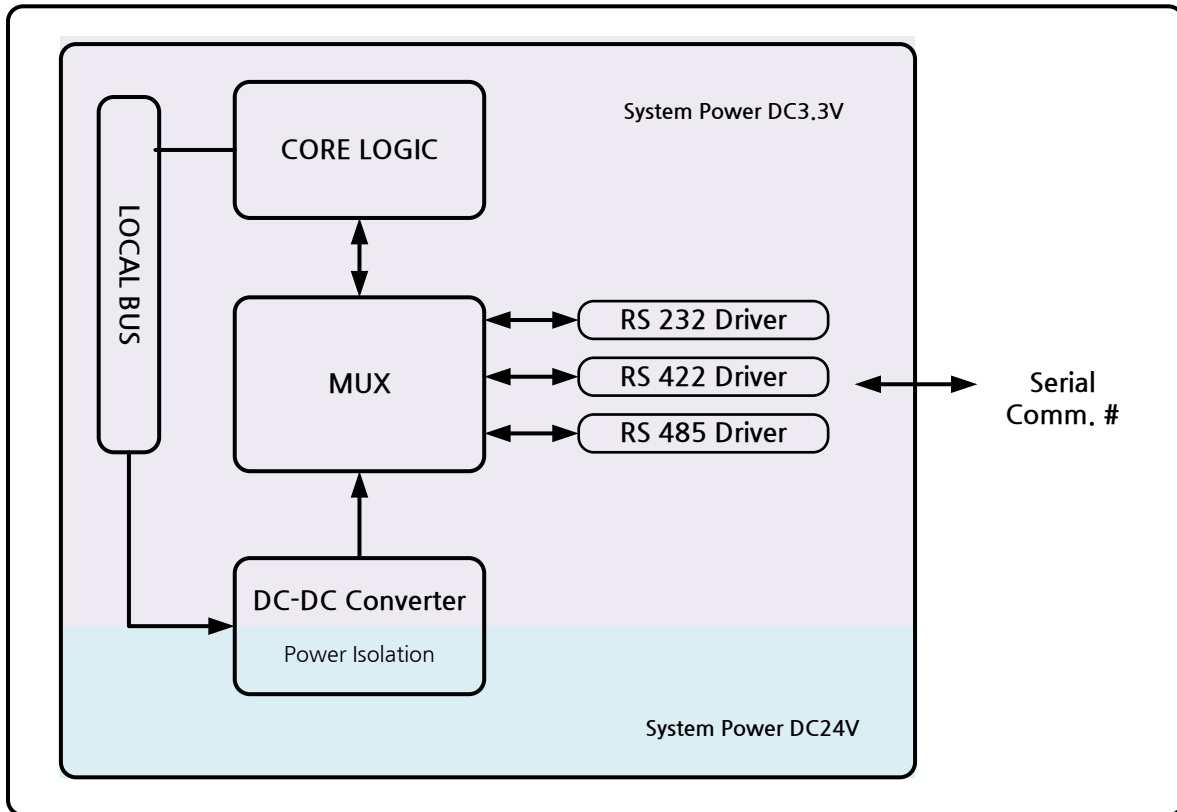 System Power DC3.3V
CORE LOGIC
LOCAL BUS
RS 232 Driver
MUX
RS 422 Driver
RS 485 Driver
Serial
Comm. #
DC-DC Converter
Power Isolation
System Power DC24V